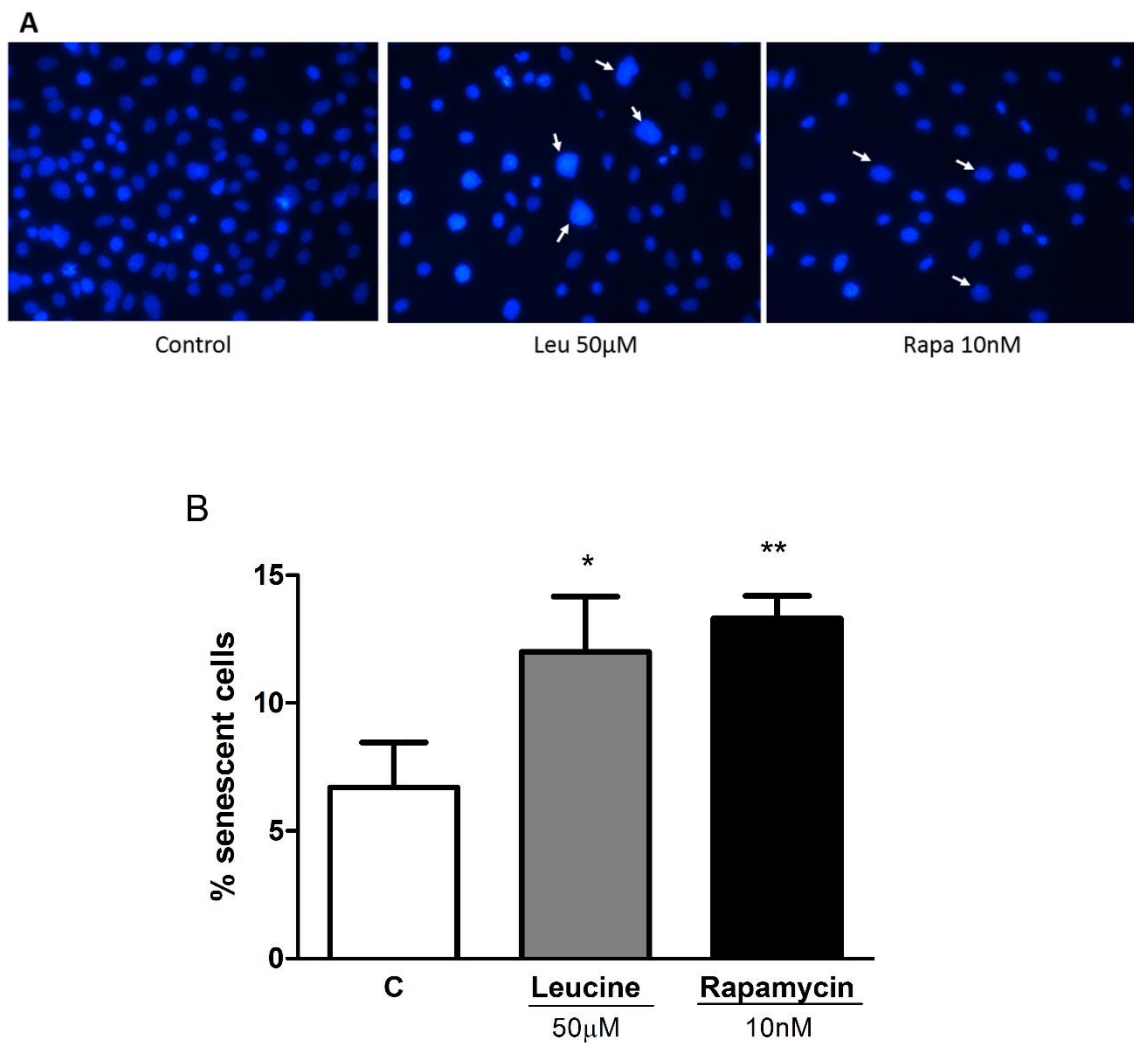 A
Control
Leu 50µM
Rapa 10nM
B
% senescent cells
15
10
5
0
*
**
C
Leucine
50µM
Rapamycin
10nM